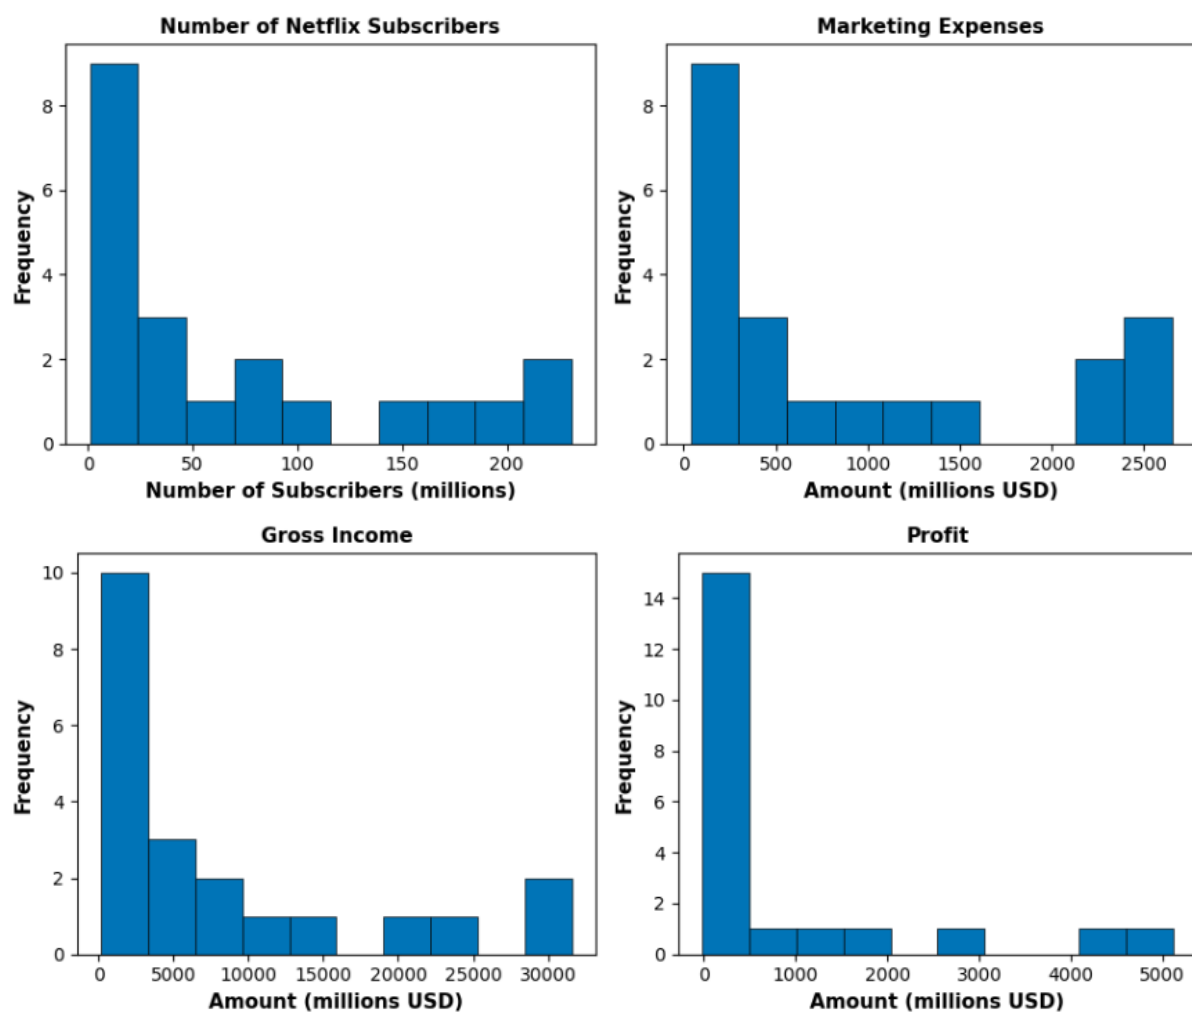 Number of Netflix Subscribers
Frequency
8
6
4
2
0
0 50 100 150 200
Number of Subscribers (millions)
Marketing Expenses
Frequency
8
6
4
2
0
0 500 1000 1500 2000 2500
Amount (millions USD)
Gross Income
Frequency
10
8
6
4
2
0
0 5000 10000 15000 20000 25000 30000
Amount (millions USD)
Profit
Frequency
14
12
10
8
6
4
2
0
0 1000 2000 3000 4000 5000
Amount (millions USD)